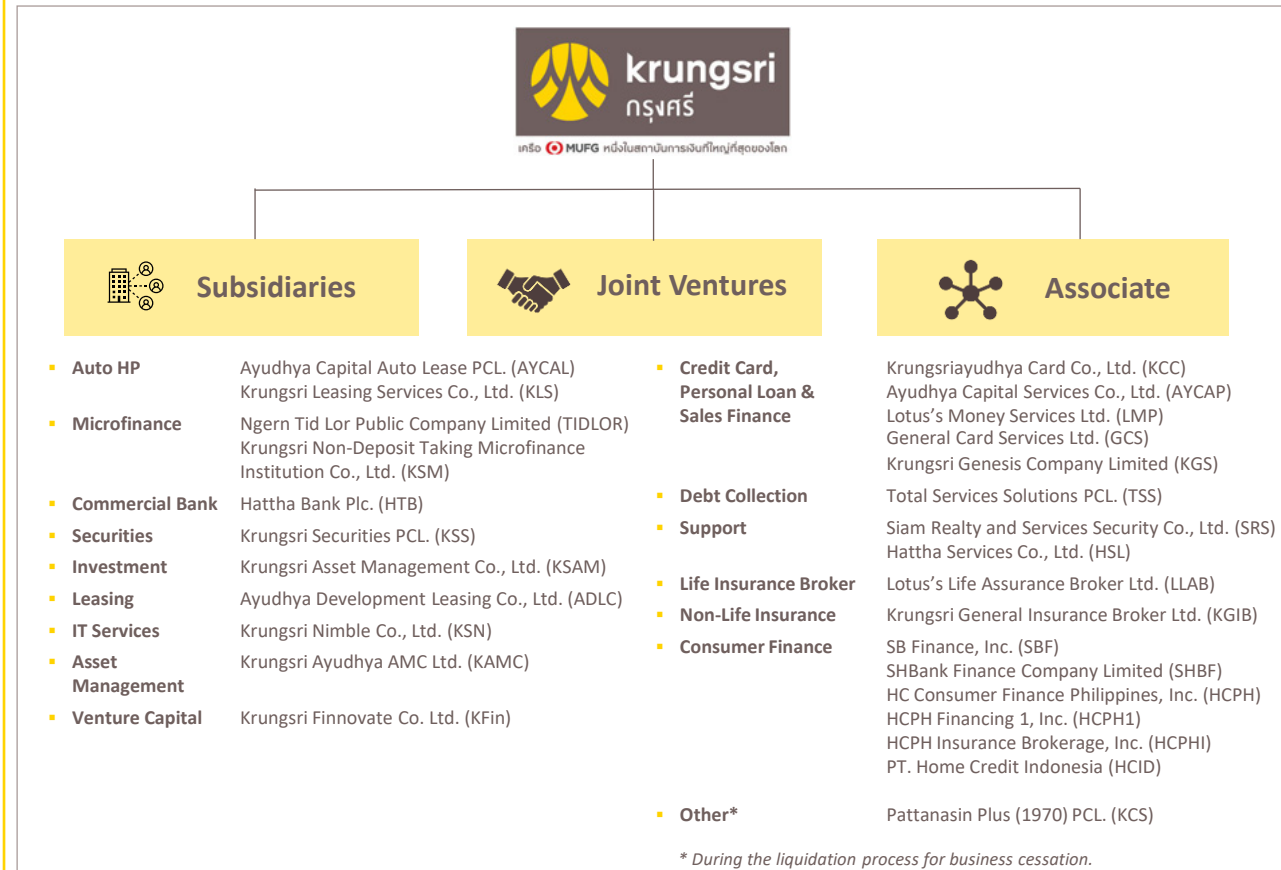 krungsri
กรุงศรี
เครือ MUFG หนึ่งในสถาบันการเงินที่ใหญ่ที่สุดของโลก
Subsidiaries
Joint Ventures
Associate
Auto HP
Ayudhya Capital Auto Lease PCL. (AYCAL)
Krungsri Leasing Services Co., Ltd. (KLS)
Microfinance
Ngern Tid Lor Public Company Limited (TIDLOR)
Krungsri Non-Deposit Taking Microfinance
Institution Co., Ltd. (KSM)
Commercial Bank
Hattha Bank Plc. (HTB)
Securities
Krungsri Securities PCL. (KSS)
Investment
Krungsri Asset Management Co., Ltd. (KSAM)
Leasing
Ayudhya Development Leasing Co., Ltd. (ADLC)
IT Services
Krungsri Nimble Co., Ltd. (KSN)
Asset
Management
Krungsri Ayudhya AMC Ltd. (KAMC)
Venture Capital
Krungsri Finnovate Co. Ltd. (KFin)
Credit Card,
Personal Loan &
Sales Finance
Krungsriayudhya Card Co., Ltd. (KCC)
Ayudhya Capital Services Co., Ltd. (AYCAP)
Lotus's Money Services Ltd. (LMP)
General Card Services Ltd. (GCS)
Krungsri Genesis Company Limited (KGS)
Debt Collection
Total Services Solutions PCL. (TSS)
Support
Siam Realty and Services Security Co., Ltd. (SRS)
Hattha Services Co., Ltd. (HSL)
Life Insurance Broker
Lotus's Life Assurance Broker Ltd. (LLAB)
Non-Life Insurance
Krungsri General Insurance Broker Ltd. (KGIB)
Consumer Finance
SB Finance, Inc. (SBF)
SHBank Finance Company Limited (SHBF)
HC Consumer Finance Philippines, Inc. (HCPH)
HCPH Financing 1, Inc. (HCPH1)
HCPH Insurance Brokerage, Inc. (HCPHI)
PT. Home Credit Indonesia (HCID)
Other*
Pattanasin Plus (1970) PCL. (KCS)
* During the liquidation process for business cessation.